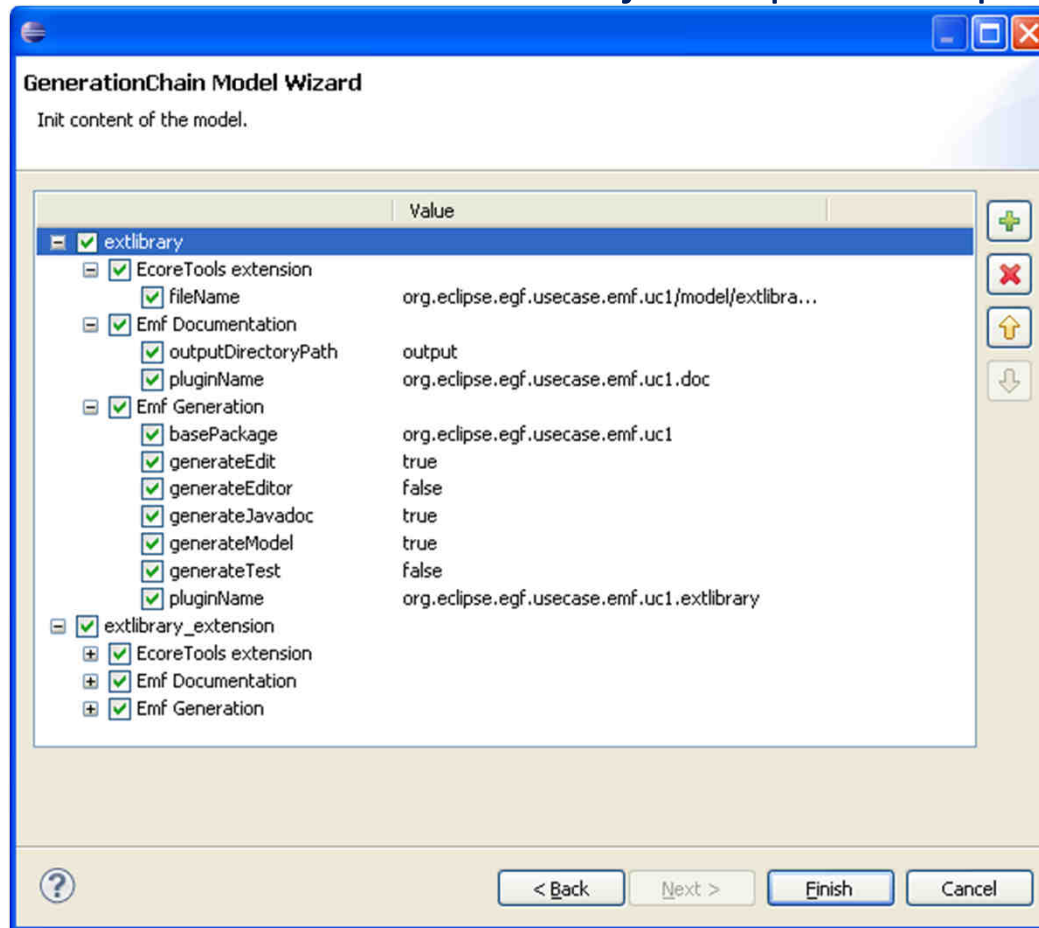 GenerationChain Model Wizard
Init content of the model.
Value
extlibrary
EcoreTools extension
fileName org.eclipse.egf.usecase.emf.uc1/model/extlibra...
Emf Documentation
outputDirectoryPath output
pluginName org.eclipse.egf.usecase.emf.uc1.doc
Emf Generation
basePackage org.eclipse.egf.usecase.emf.uc1
generateEdit true
generateEditor false
generateJavadoc true
generateModel true
generateTest false
pluginName org.eclipse.egf.usecase.emf.uc1.extlibrary
extlibrary_extension
EcoreTools extension
Emf Documentation
Emf Generation
? < Back Next > Finish Cancel